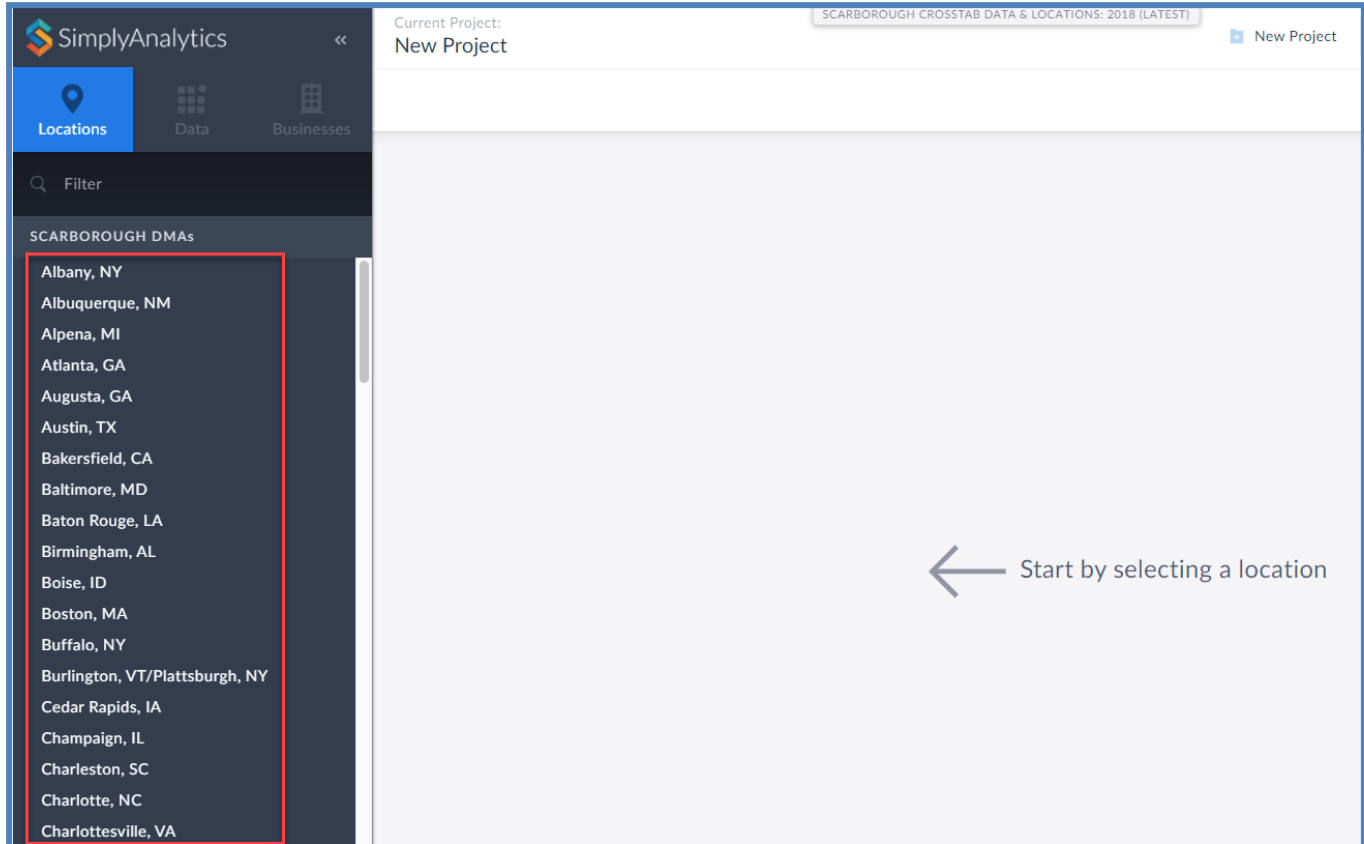 SimplyAnalytics «
Current Project:
New Project
SCARBOROUGH CROSSTAB DATA & LOCATIONS: 2018 (LATEST)
New Project
Locations Data Businesses
Filter
SCARBOROUGH DMAs
Albany, NY
Albuquerque, NM
Alpena, MI
Atlanta, GA
Augusta, GA
Austin, TX
Bakersfield, CA
Baltimore, MD
Baton Rouge, LA
Birmingham, AL
Boise, ID
Boston, MA
Buffalo, NY
Burlington, VT/Plattsburgh, NY
Cedar Rapids, IA
Champaign, IL
Charleston, SC
Charlotte, NC
Charlottesville, VA
Start by selecting a location